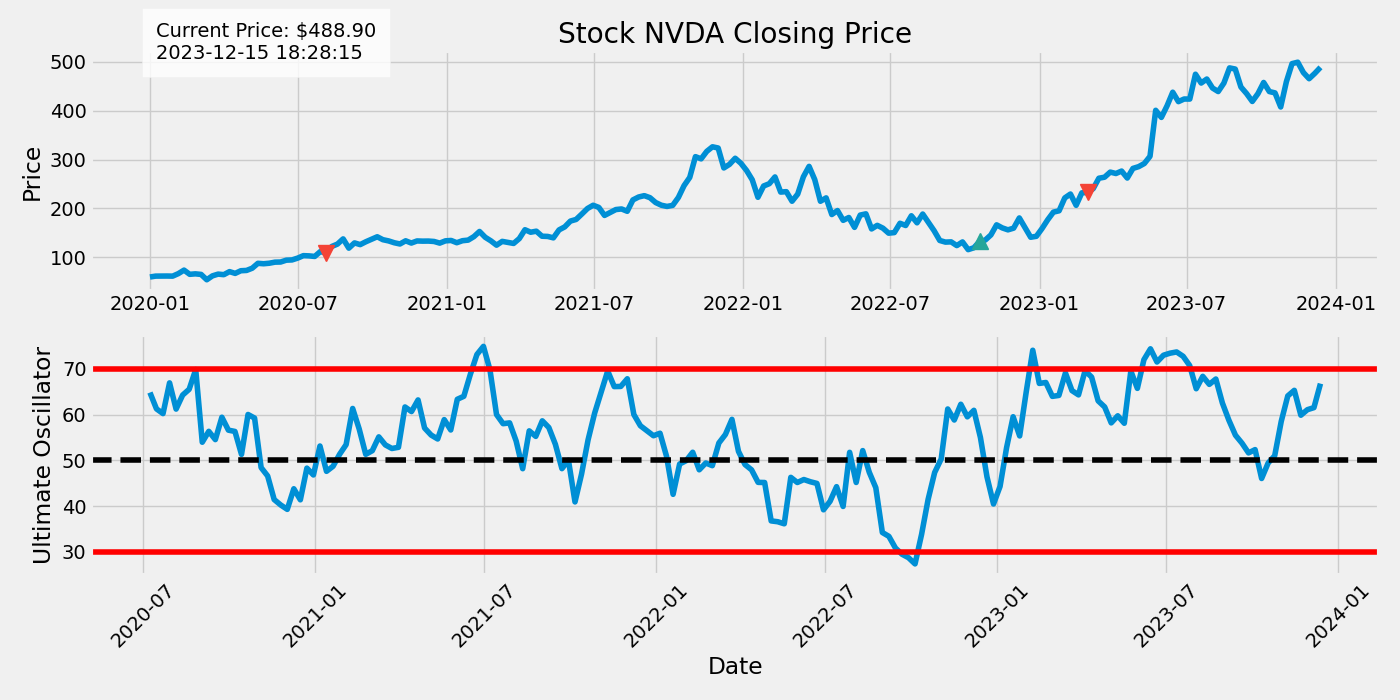 Current Price: $488.90
2023-12-15 18:28:15
Stock NVDA Closing Price
Price
500
400
300
200
100
2020-01 2020-07 2021-01 2021-07 2022-01 2022-07 2023-01 2023-07 2024-01
Ultimate Oscillator
70
60
50
40
30
2020-07 2021-01 2021-07 2022-01 2022-07 2023-01 2023-07 2024-01
Date